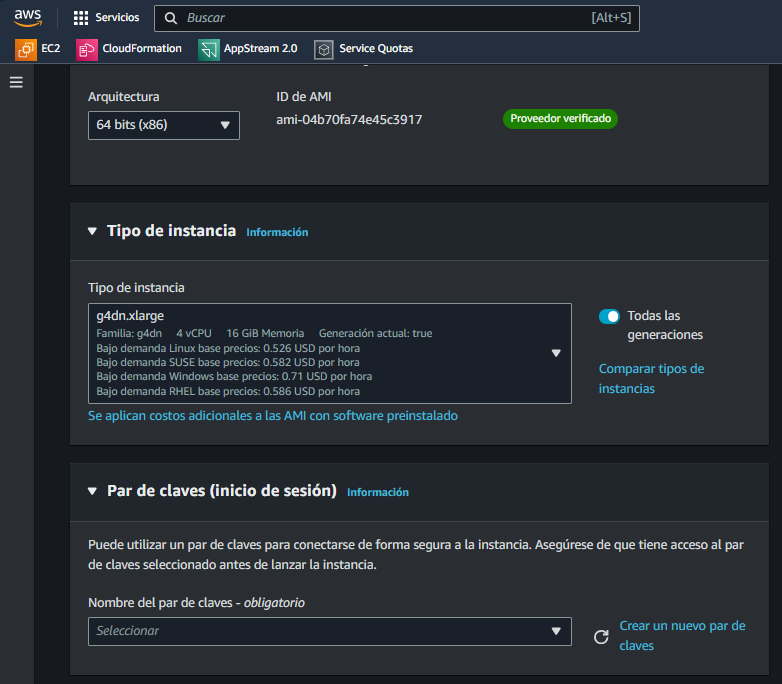 aws
Servicios
Buscar
[Alt+S]
EC2
CloudFormation
AppStream 2.0
Service Quotas
Arquitectura
ID de AMI
64 bits (x86)
ami-04b70fa74e45c3917
Proveedor verificado
Tipo de instancia Información
Tipo de instancia
g4dn.xlarge
Familia: g4dn 4 vCPU 16 GiB Memoria Generación actual: true
Bajo demanda Linux base precios: 0.526 USD por hora
Bajo demanda SUSE base precios: 0.582 USD por hora
Bajo demanda Windows base precios: 0.71 USD por hora
Bajo demanda RHEL base precios: 0.586 USD por hora
Todas las
generaciones
Comparar tipos de
instancias
Se aplican costos adicionales a las AMI con software preinstalado
Par de claves (inicio de sesión) Información
Puede utilizar un par de claves para conectarse de forma segura a la instancia. Asegúrese de que tiene acceso al par
de claves seleccionado antes de lanzar la instancia.
Nombre del par de claves - obligatorio
Seleccionar
Crear un nuevo par de
claves